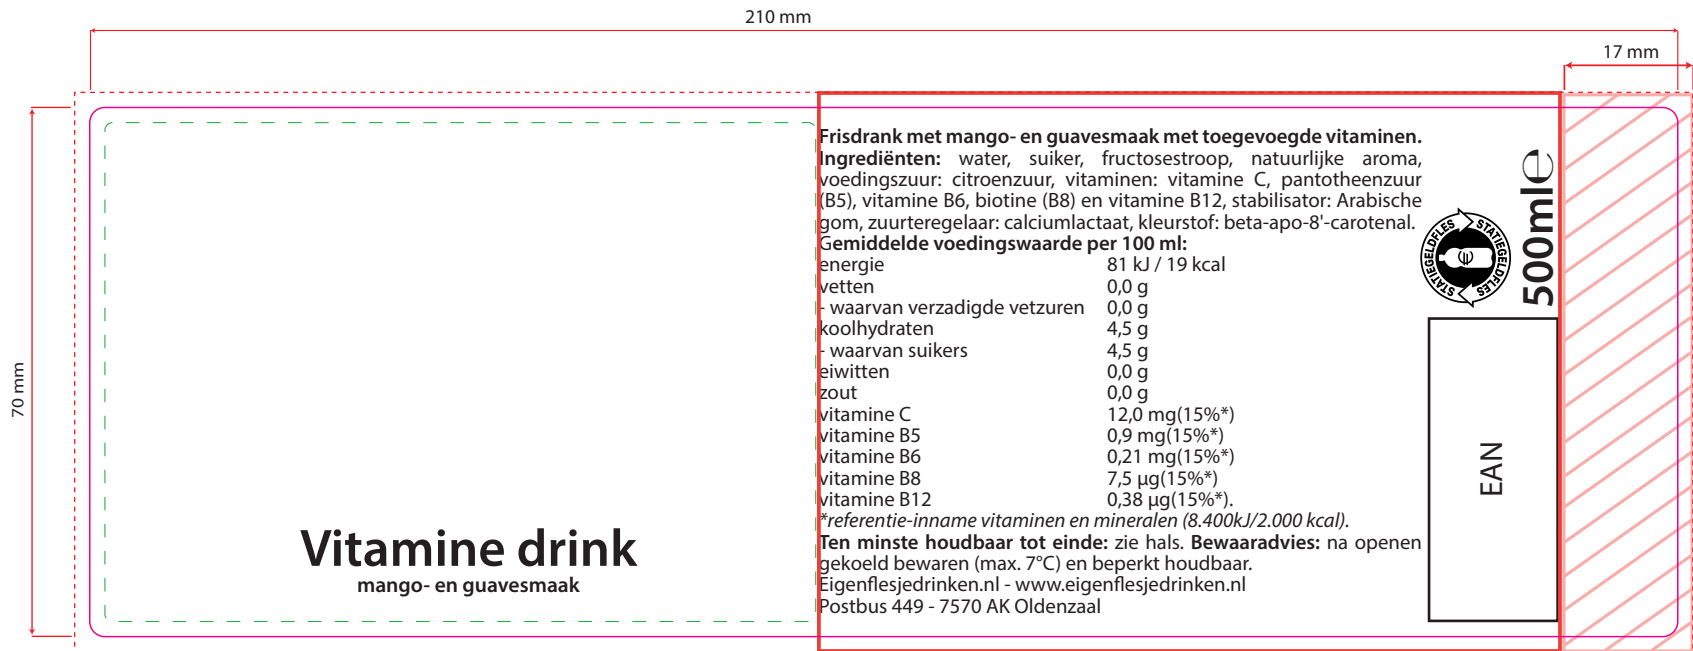 210 mm
17 mm
70 mm
Vitamine drink
mango- en guavesmaak
Frisdrank met mango- en guavesmaak met toegevoegde vitaminen.
Ingrediënten: water, suiker, fructosestroop, natuurlijke aroma,
voedingszuur: citroenzuur, vitaminen: vitamine C, pantotheenzuur
(B5), vitamine B6, biotine (B8) en vitamine B12, stabilisator: Arabische
gom, zuurteregelaar: calciumlactaat, kleurstof: beta-apo-8'-carotenal.
Gemiddelde voedingswaarde per 100 ml:
energie 81 kJ / 19 kcal
vetten 0,0 g
- waarvan verzadigde vetzuren 0,0 g
koolhydraten 4,5 g
- waarvan suikers 4,5 g
eiwitten 0,0 g
zout 0,0 g
vitamine C 12,0 mg(15%*)
vitamine B5 0,9 mg(15%*)
vitamine B6 0,21 mg(15%*)
vitamine B8 7,5 µg(15%*)
vitamine B12 0,38 µg(15%*).
*referentie-inname vitaminen en mineralen (8.400kJ/2.000 kcal).
Ten minste houdbaar tot einde: zie hals. Bewaaradvies: na openen
gekoeld bewaren (max. 7°C) en beperkt houdbaar.
Eigenflesjedrinken.nl - www.eigenflesjedrinken.nl
Postbus 449 - 7570 AK Oldenzaal
STATIEGELDFLES
STATIEGELDFLES
500ml℮
EAN